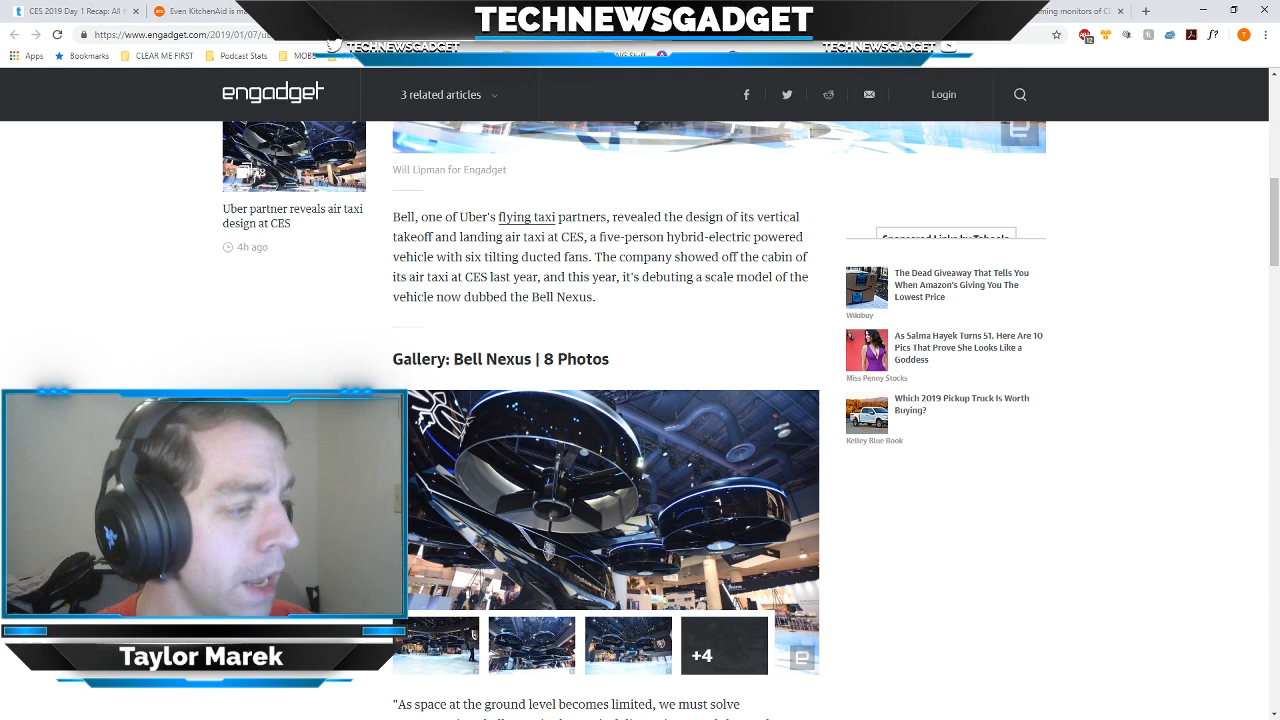 CES 2019 Day 1 Recap: All t
Even KitchenAid is ma
TECHNEWSGADGET
ming monitors of CE
https://www.engadget.com/2019/01/07/ub
TECHNEWSGADGET
TECHNEWSGADGET
12
T
Apps
Bookmarks
CLEAR ME FIRST
Podcast Stats
engadget
3 related articles
Login
Will Lipman for Engadget
Uber partner reveals air taxi
design at CES
4h ago
Bell, one of Uber's flying taxi partners, revealed the design of its vertical
takeoff and landing air taxi at CES, a five-person hybrid-electric powered
vehicle with six tilting ducted fans. The company showed off the cabin of
its air taxi at CES last year, and this year, it's debuting a scale model of the
vehicle now dubbed the Bell Nexus.
Sponsored Links by Taboola
The Dead Giveaway That Tells You
When Amazon's Giving You The
Lowest Price
Wikibuy
As Salma Hayek Turns 51, Here Are 10
Pics That Prove She Looks Like a
Goddess
Miss Penny Stocks
Which 2019 Pickup Truck Is Worth
Buying?
Kelley Blue Book
Gallery: Bell Nexus | 8 Photos
+4
Taylor Marek
"As space at the ground level becomes limited, we must solve